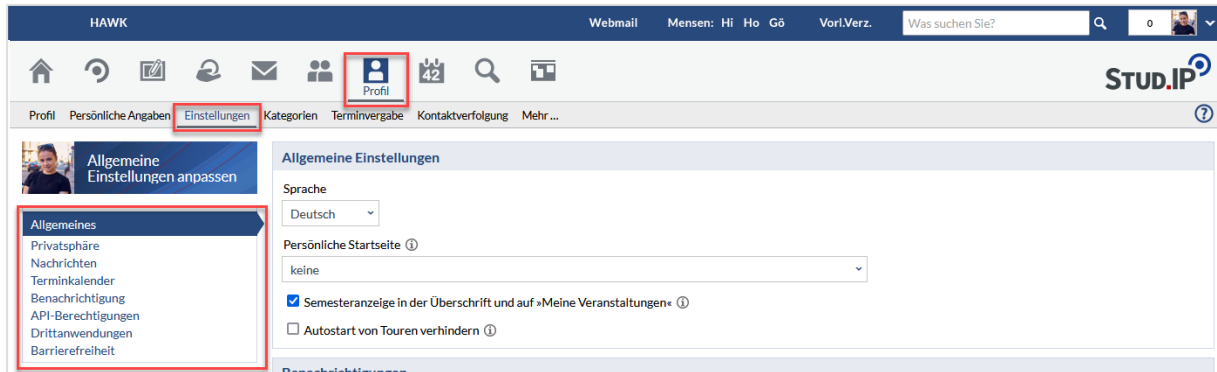 HAWK Webmail Mensen: Hi Ho Gö Vorl.Verz. Was suchen Sie? 0
42
Profil
STUD.IP
Profil Persönliche Angaben Einstellungen Kategorien Terminvergabe Kontaktverfolgung Mehr ...
Allgemeine
Einstellungen anpassen
Allgemeines
Privatsphäre
Nachrichten
Terminkalender
Benachrichtigung
API-Berechtigungen
Drittanwendungen
Barrierefreiheit
Allgemeine Einstellungen
Sprache
Deutsch
Persönliche Startseite
keine
Semesteranzeige in der Überschrift und auf »Meine Veranstaltungen«
Autostart von Touren verhindern
Benachrichtigungen